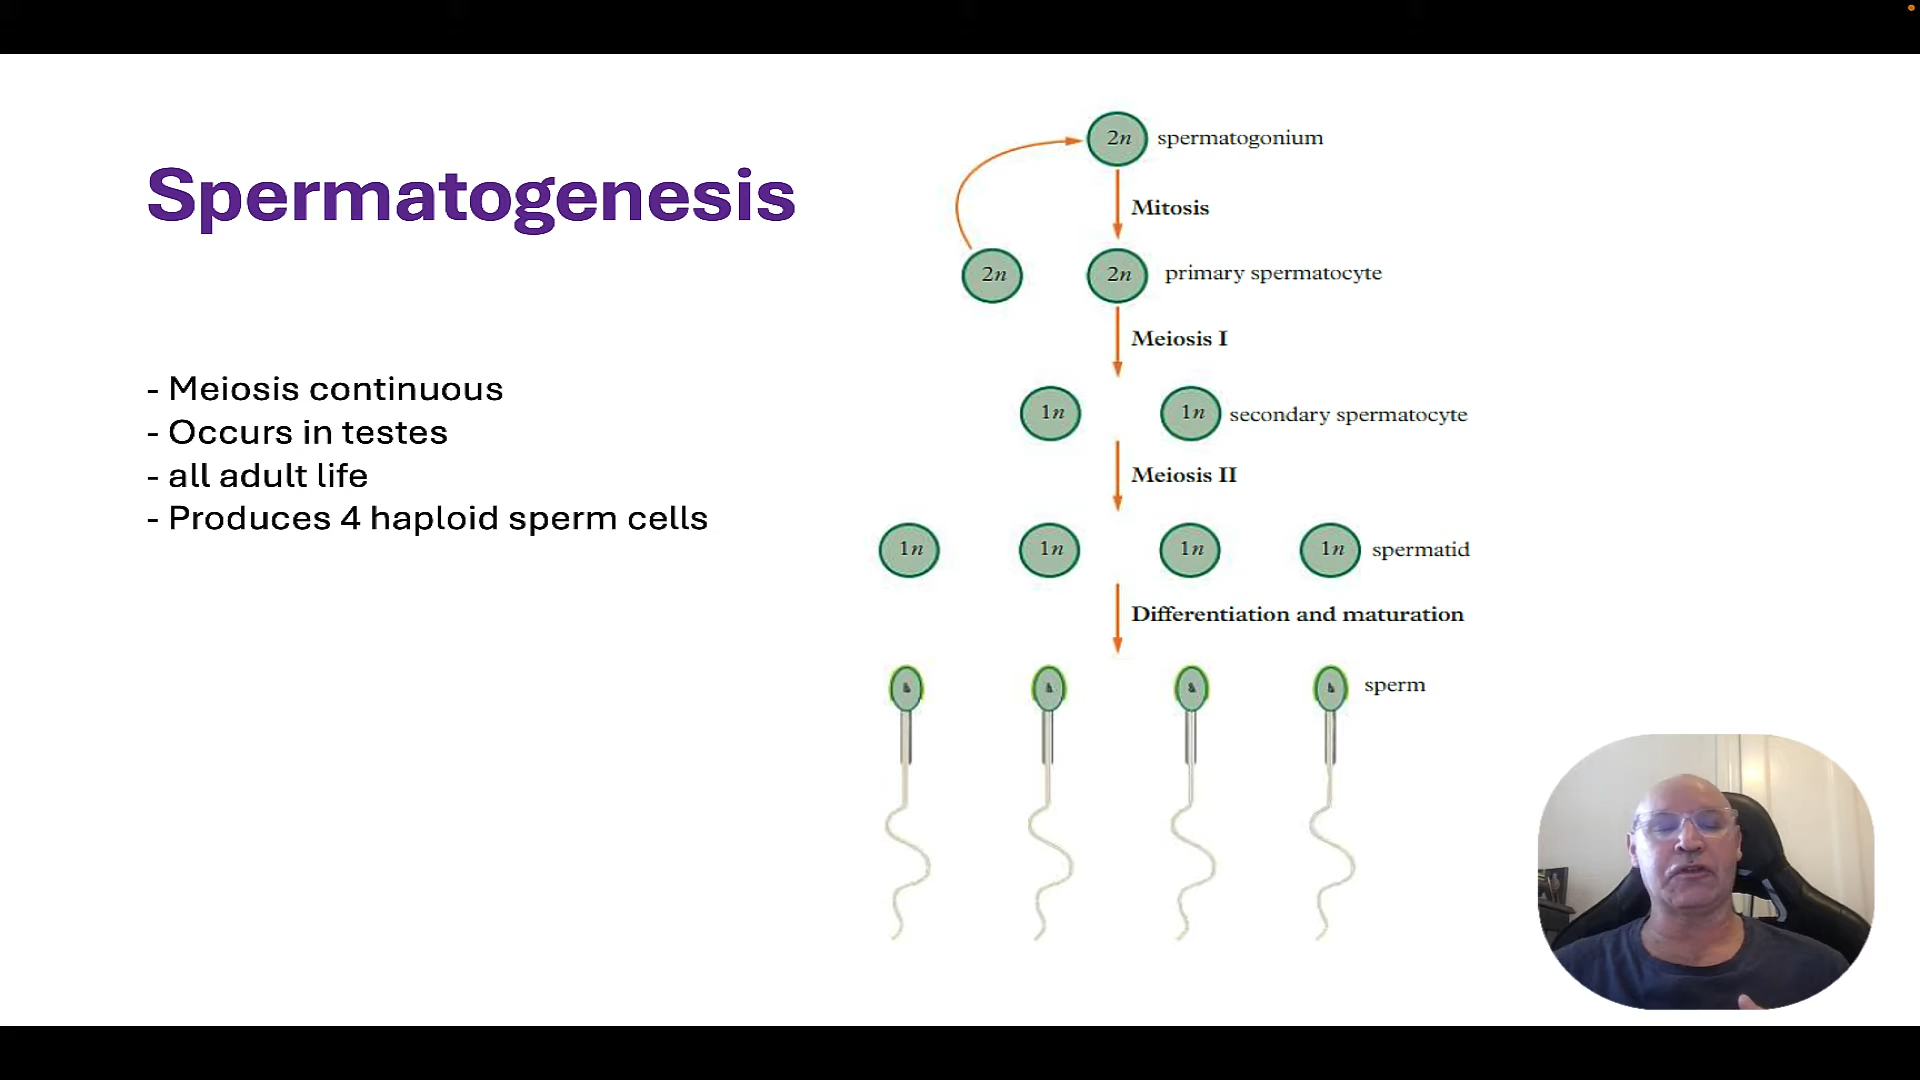 Spermatogenesis
- Meiosis continuous
- Occurs in testes
- all adult life
- Produces 4 haploid sperm cells
2n spermatogonium
Mitosis
2n 2n primary spermatocyte
Meiosis I
1n 1n secondary spermatocyte
Meiosis II
1n 1n 1n 1n spermatid
Differentiation and maturation
sperm